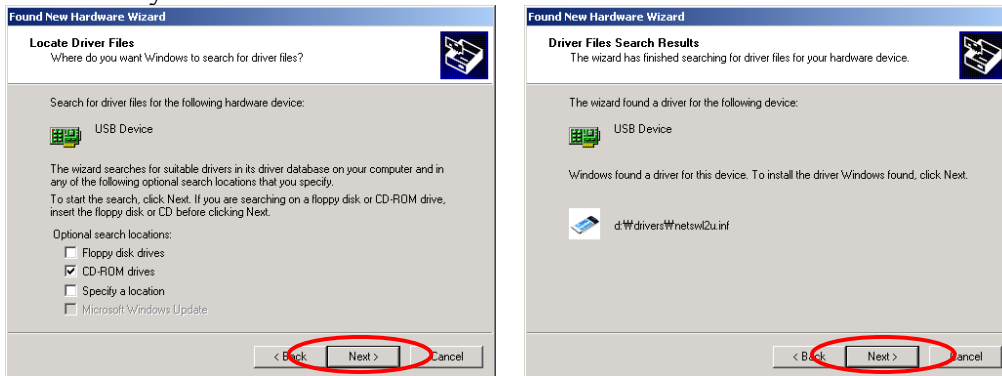 Found New Hardware Wizard
Locate Driver Files
Where do you want Windows to search for driver files?
Search for driver files for the following hardware device:
USB Device
The wizard searches for suitable drivers in its driver database on your computer and in
any of the following optional search locations that you specify.
To start the search, click Next. If you are searching on a floppy disk or CD-ROM drive,
insert the floppy disk or CD before clicking Next.
Optional search locations:
Floppy disk drives
CD-ROM drives
Specify a location
Microsoft Windows Update
< Back
Next >
Cancel
Found New Hardware Wizard
Driver Files Search Results
The wizard has finished searching for driver files for your hardware device.
The wizard found a driver for the following device:
USB Device
Windows found a driver for this device. To install the driver Windows found, click Next.
d:₩drivers₩netswl2u.inf
< Back
Next >
Cancel